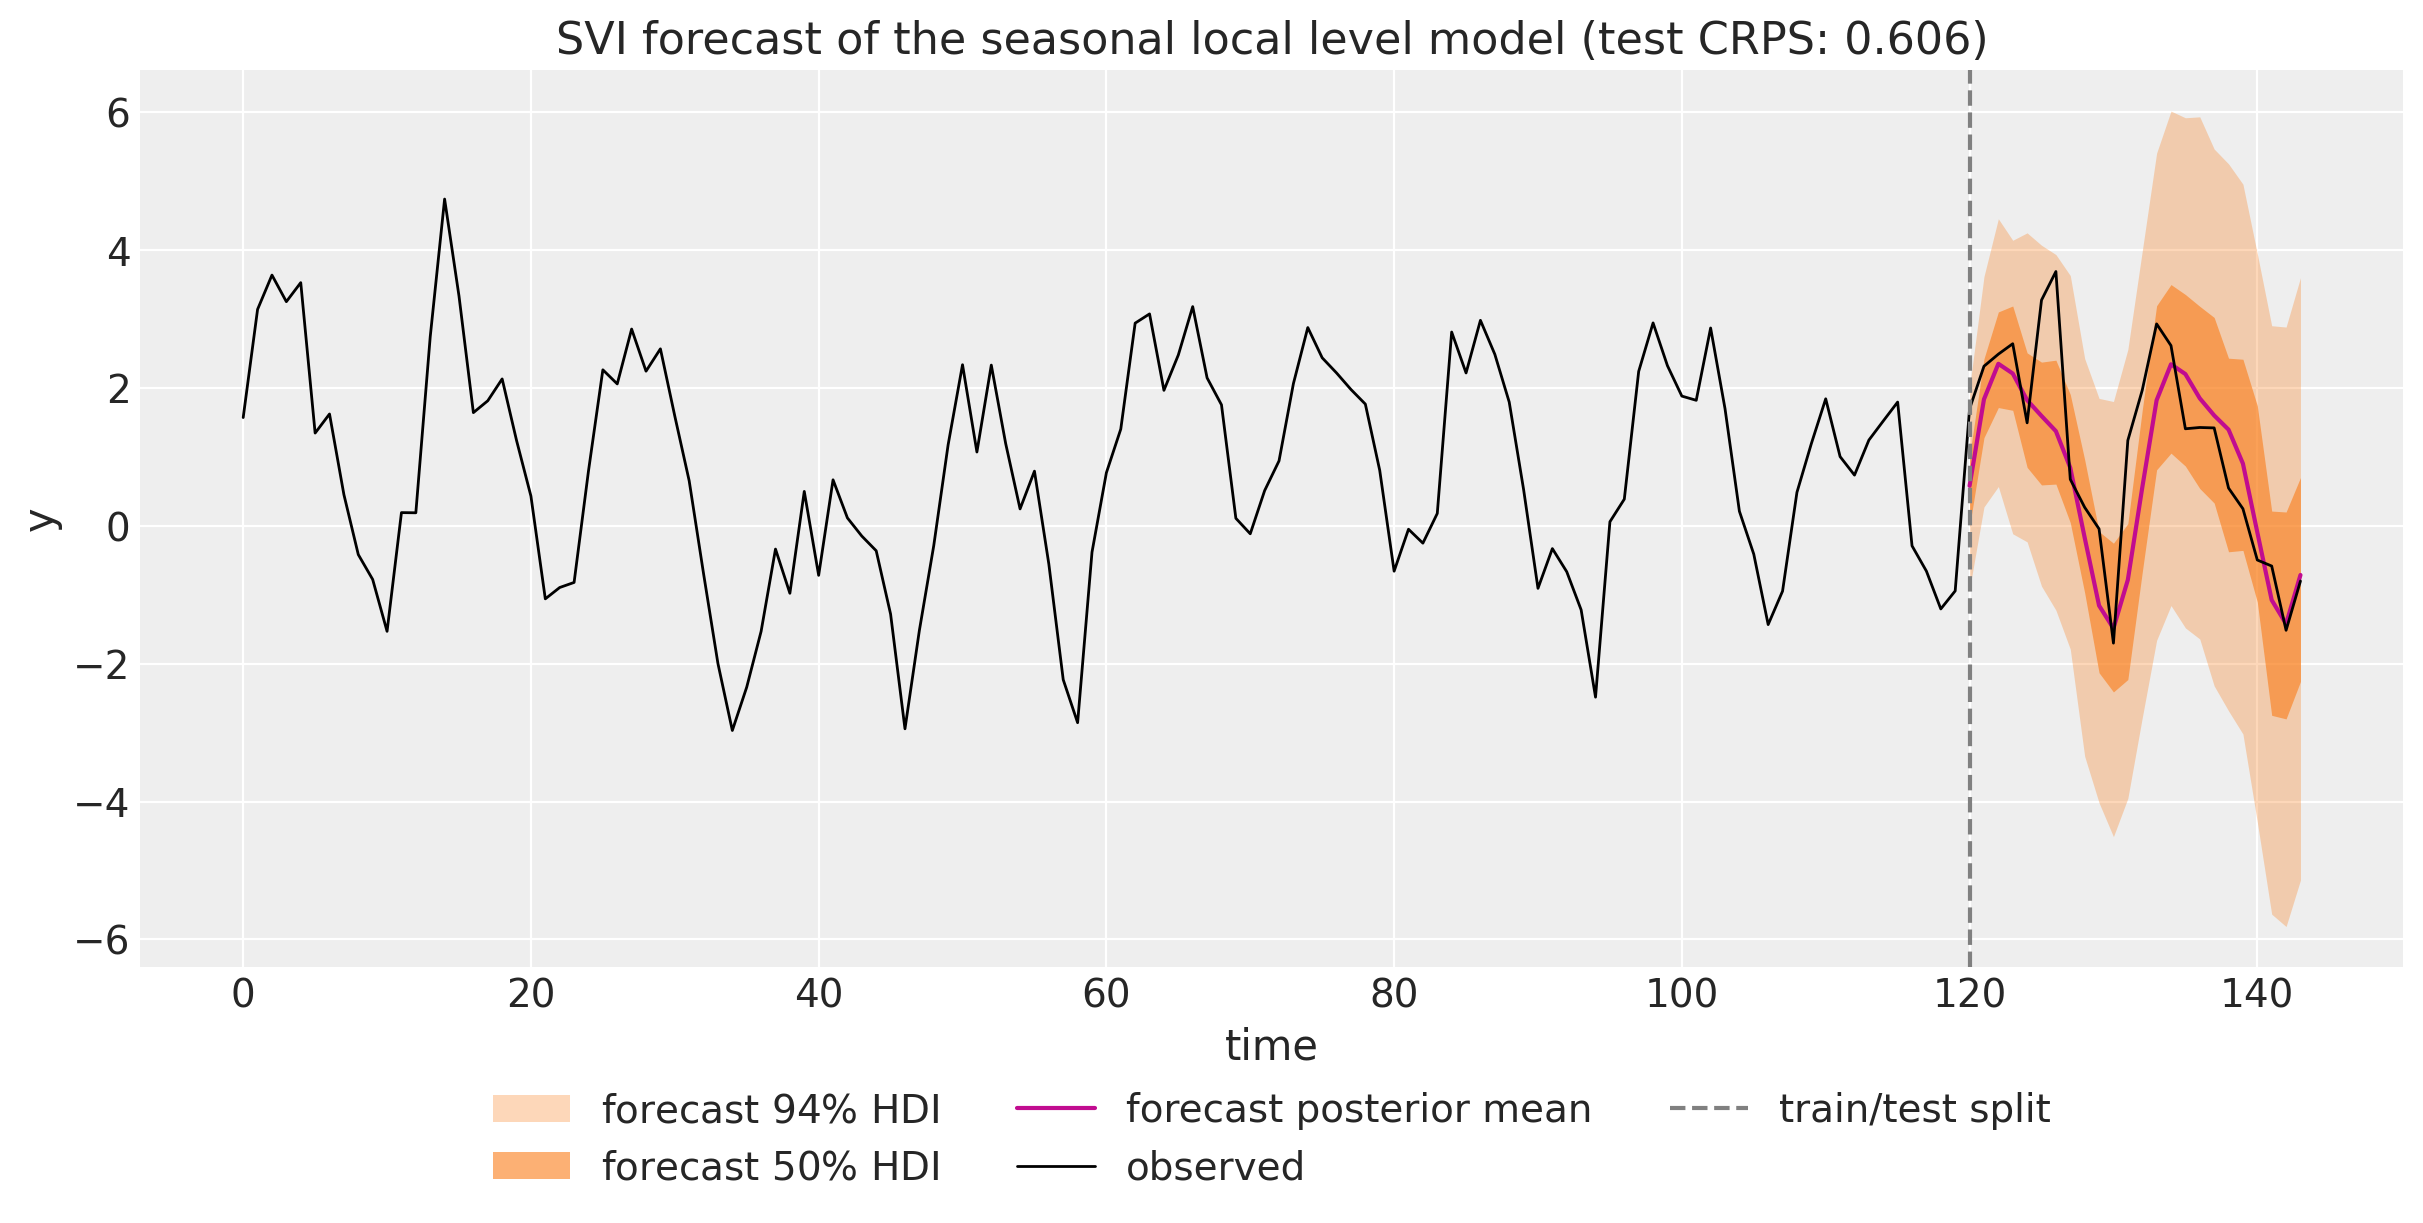 SVI forecast of the seasonal local level model (test CRPS: 0.606)
6
4
2
0
−2
−4
−6
y
0 20 40 60 80 100 120 140
time
forecast 94% HDI forecast posterior mean train/test split
forecast 50% HDI observed